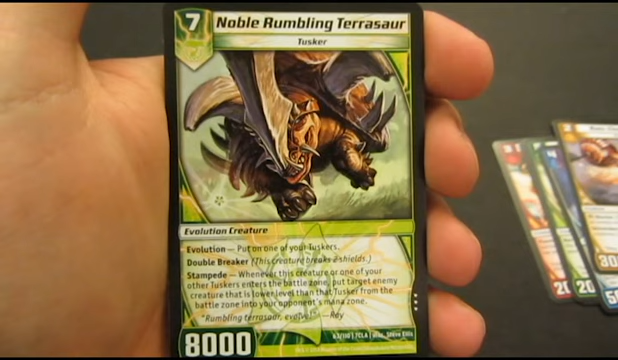 7
Noble Rumbling Terrasaur
Tusker
Evolution Creature
Evolution — Put on one of your Tuskers.
Double Breaker (This creature breaks 2 shields.)
Stampede — Whenever this creature or one of
your other Tuskers enters the battle zone, put target enemy
creature that is lower level than that Tusker from the
battle zone into your opponent's mana zone.
"Rumbling terrasaur, evolve!" —Ray
8000